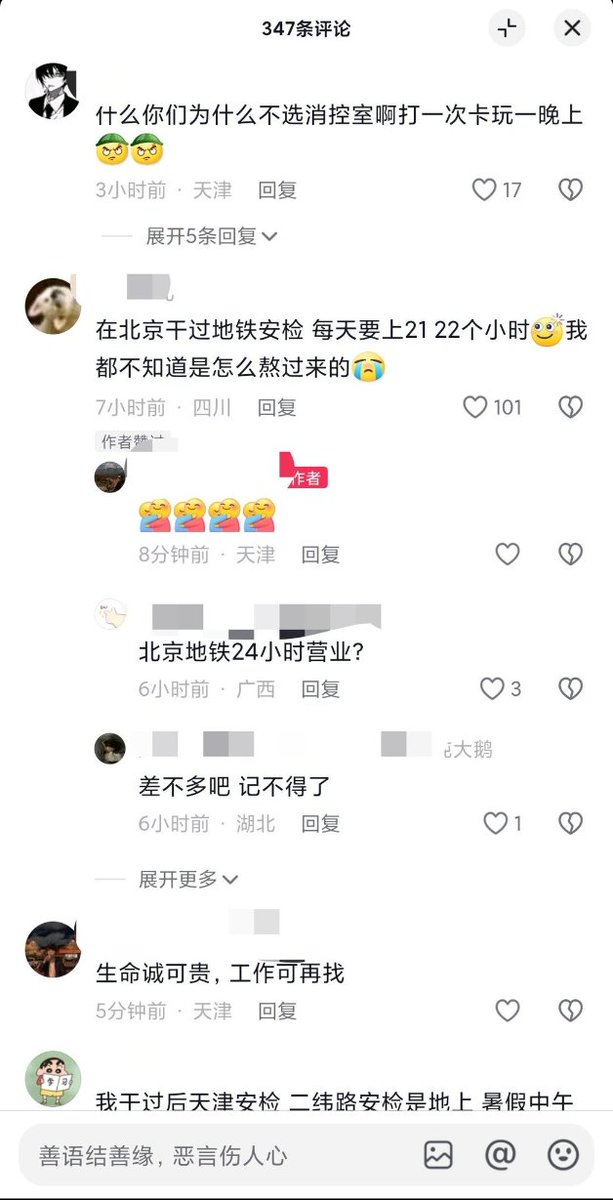 347条评论
什么你们为什么不选消控室啊打一次卡玩一晚上
3小时前 · 天津 回复
17
展开5条回复
在北京干过地铁安检 每天要上21 22个小时我
都不知道是怎么熬过来的
7小时前 · 四川 回复
101
作者赞过
作者
8分钟前 · 天津 回复
北京地铁24小时营业?
6小时前 · 广西 回复
3
大鹅
差不多吧 记不得了
6小时前 · 湖北 回复
1
展开更多
生命诚可贵, 工作可再找
5分钟前 · 天津 回复
学习
我干过后天津安检 二纬路安检是地上 暑假中午
善语结善缘, 恶言伤人心